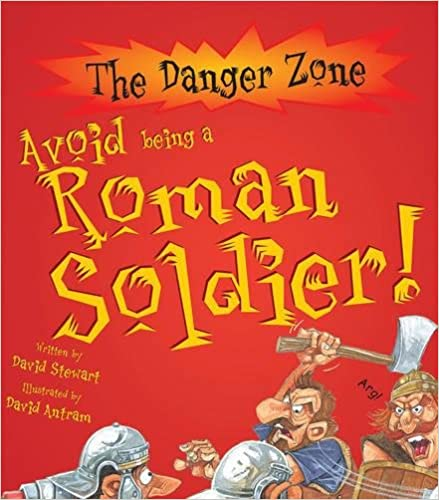 The Danger Zone
Avoid being a
Roman
Soldier!
Written by
David Stewart
Illustrated by
David Antram
Arg!